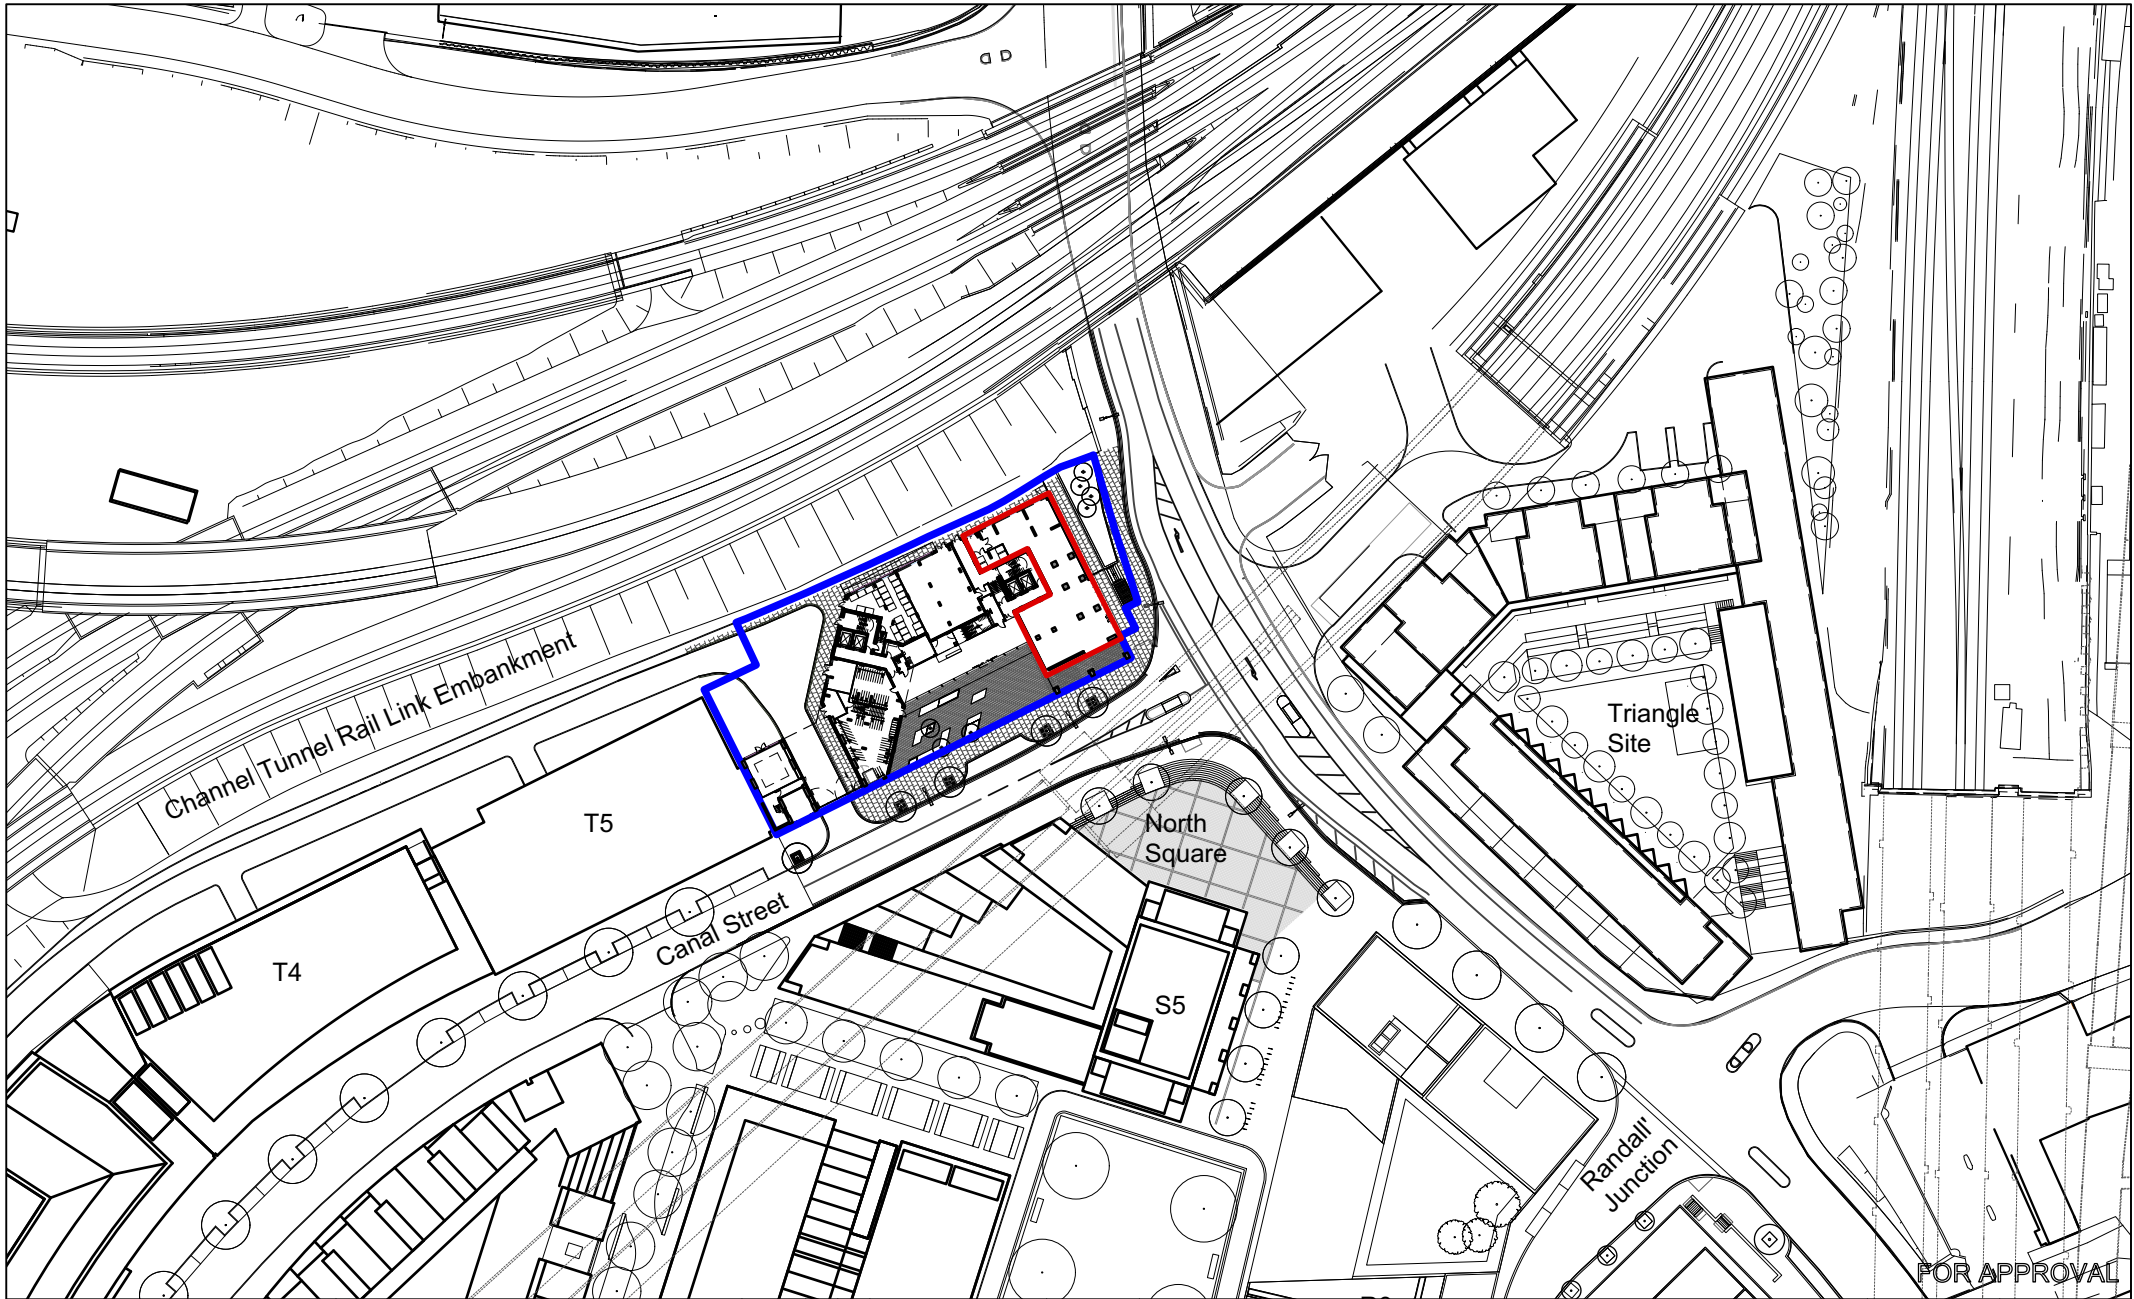 Channel Tunnel Rail Link Embankment
Triangle
Site
T5
North
Square
Canal Street
T4
S5
Randall'
Junction
FOR APPROVAL